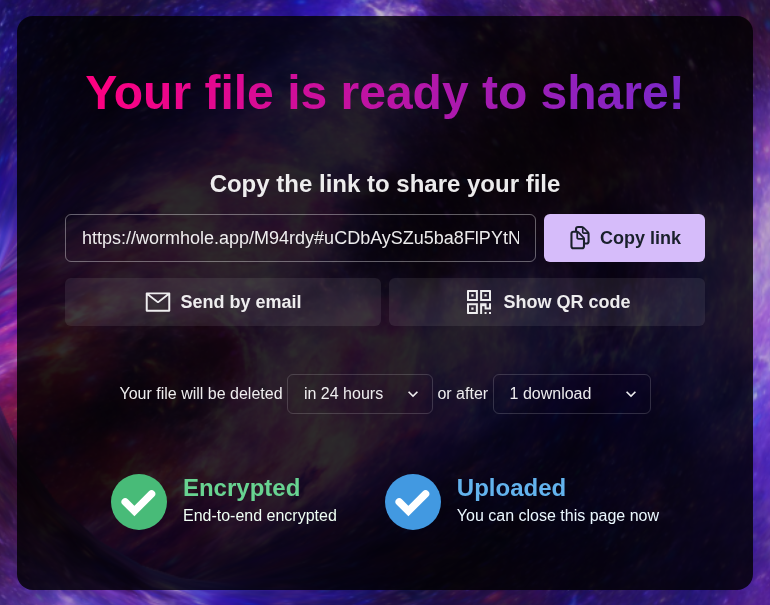 Your file is ready to share!
Copy the link to share your file
https://wormhole.app/M94rdy#uCDbAySZu5ba8FlPYtN
Copy link
Send by email
Show QR code
Your file will be deleted in 24 hours or after 1 download
Encrypted
End-to-end encrypted
Uploaded
You can close this page now